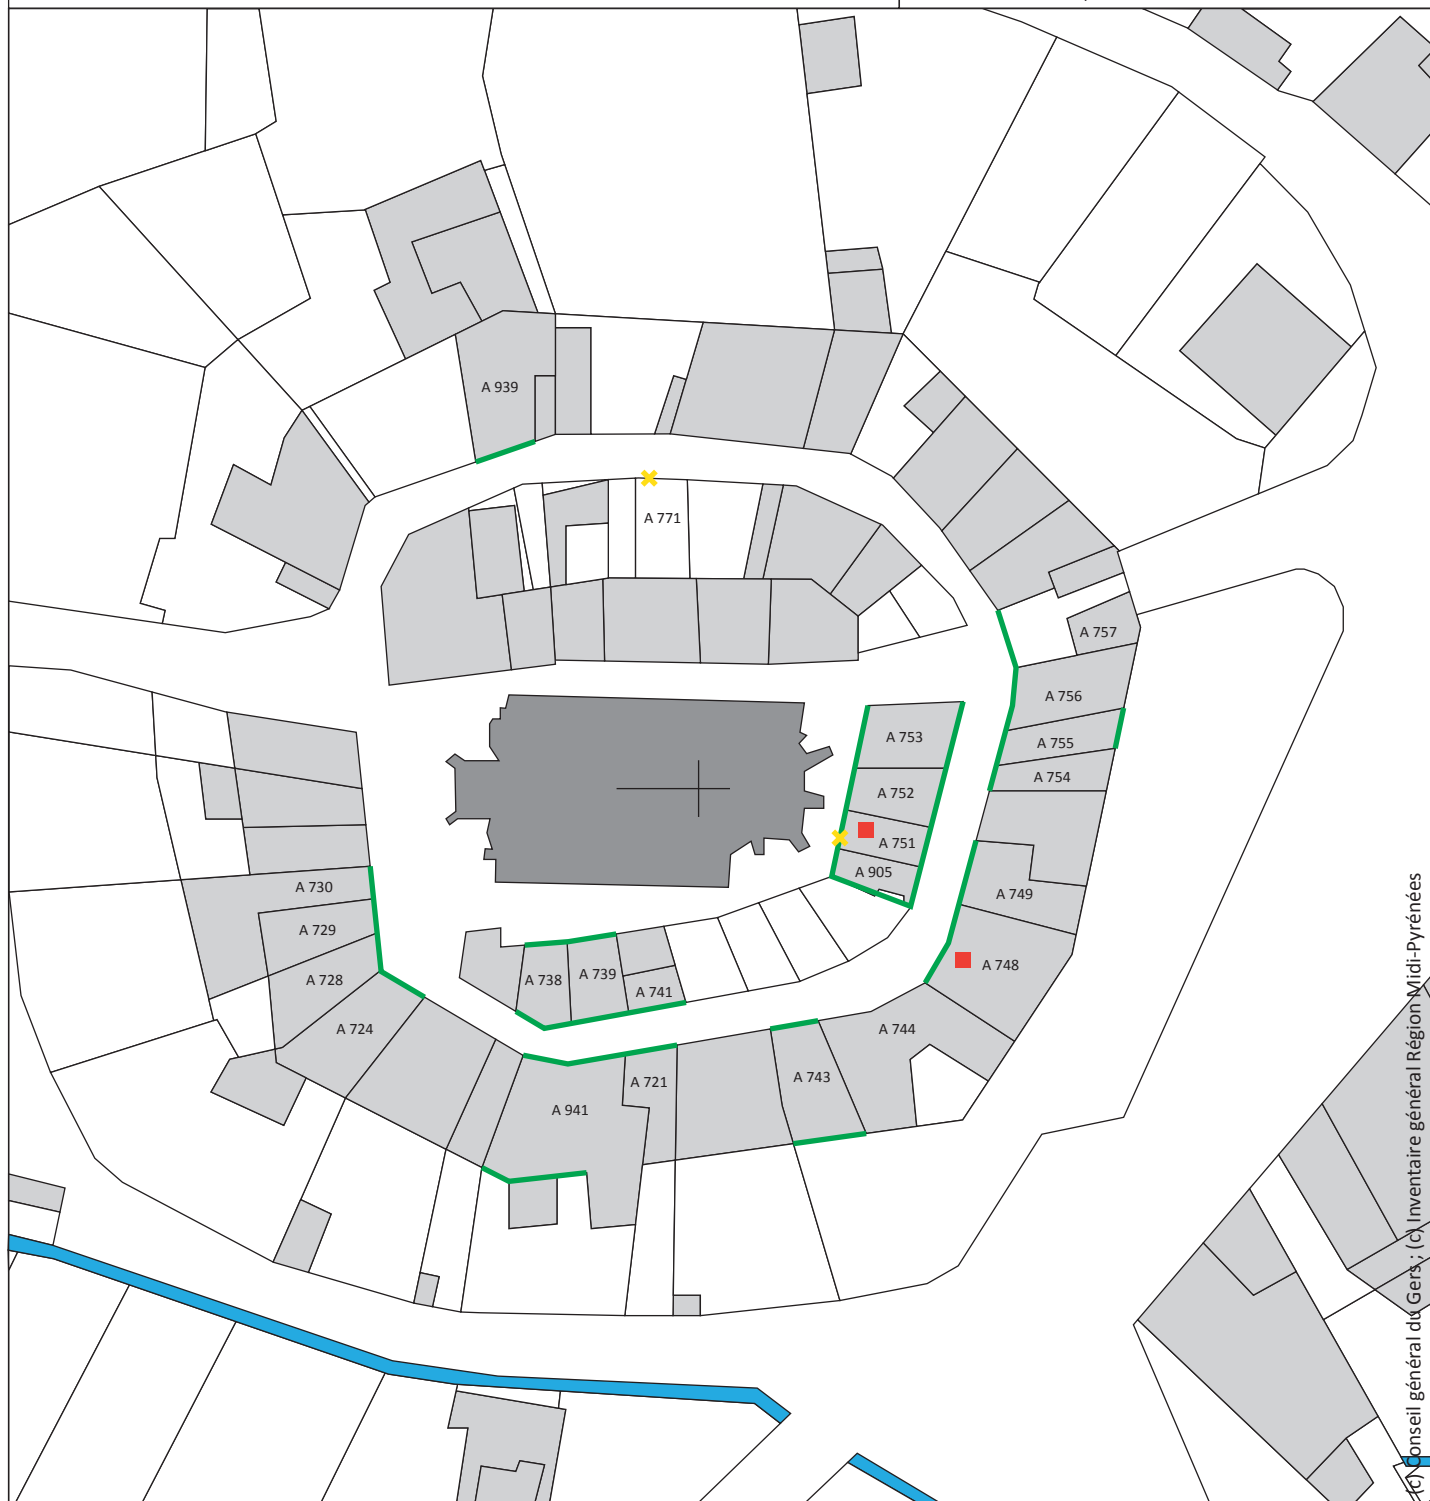 A 939
A 771
A 757
A 756
A 755
A 754
A 753
A 752
A 751
A 905
A 749
A 748
A 730
A 729
A 728
A 724
A 738
A 739
A 741
A 744
A 743
A 721
A 941
(c) Conseil général du Gers ; (c) Inventaire général Région Midi-Pyrénées